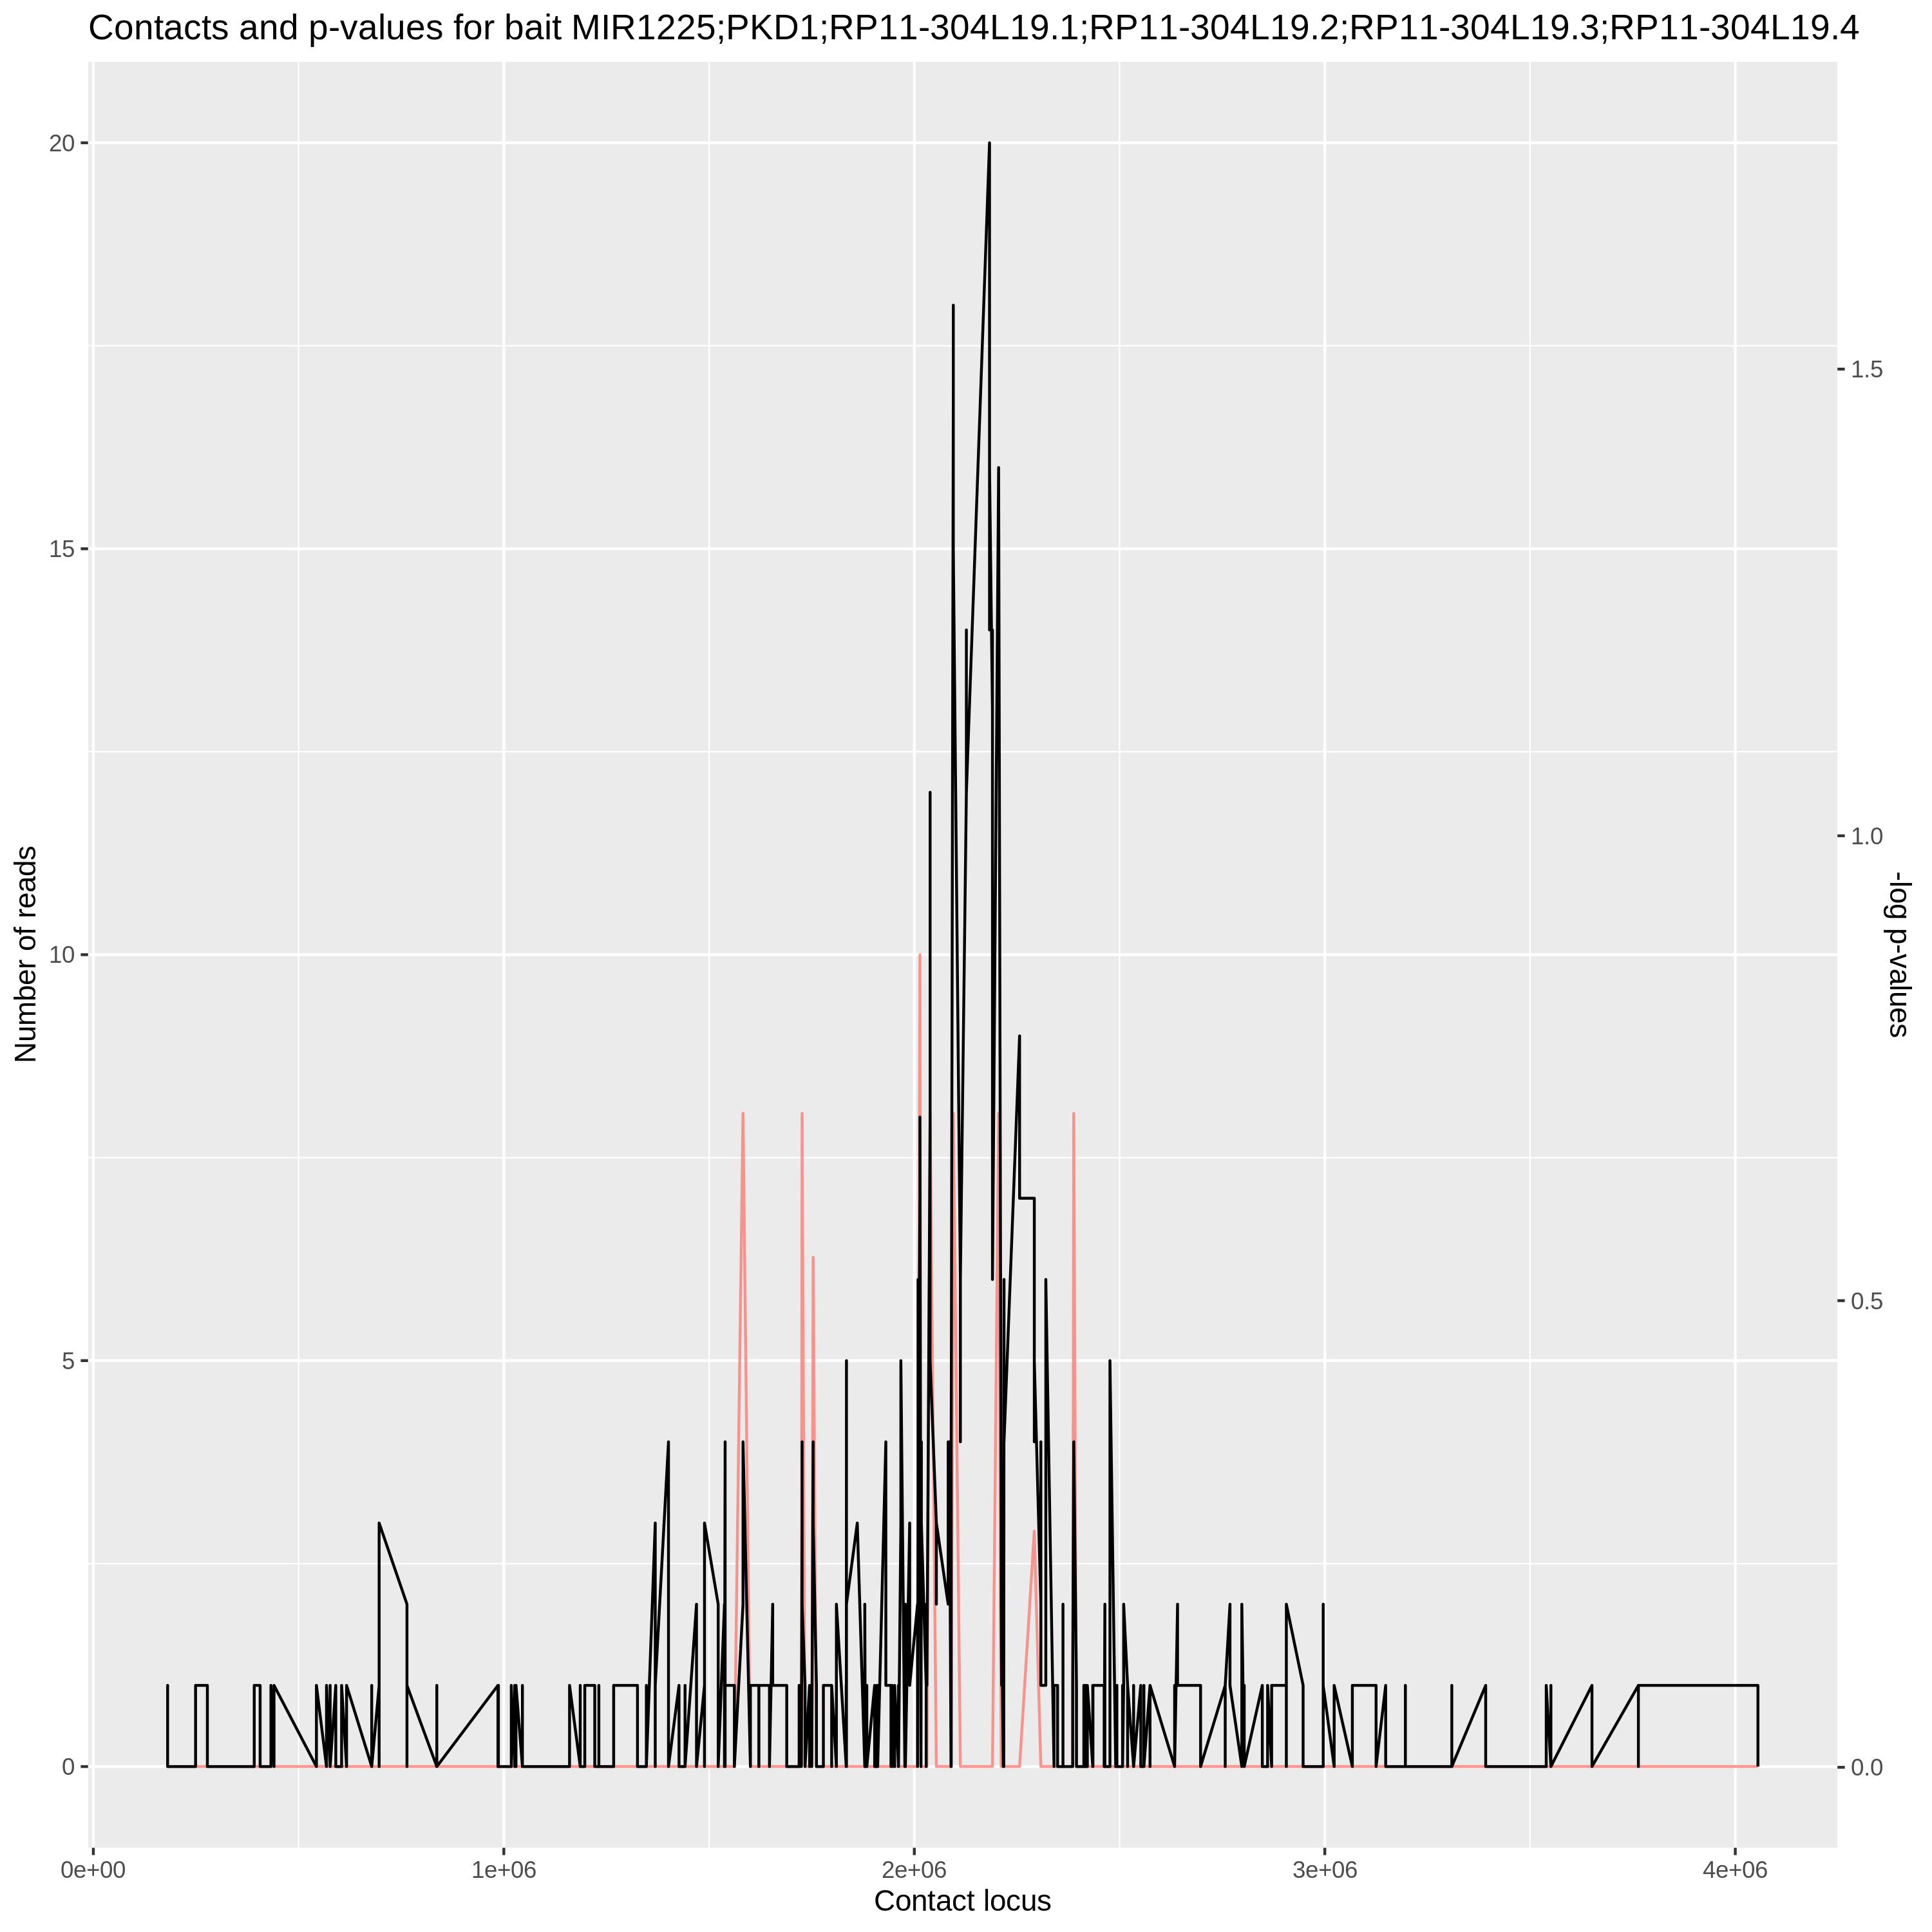 Contacts and p-values for bait MIR1225;PKD1;RP11-304L19.1;RP11-304L19.2;RP11-304L19.3;RP11-304L19.4
20
15
10
5
0
Number of reads
1.5
1.0
0.5
0.0
-log p-values
0e+00 1e+06 2e+06 3e+06 4e+06
Contact locus